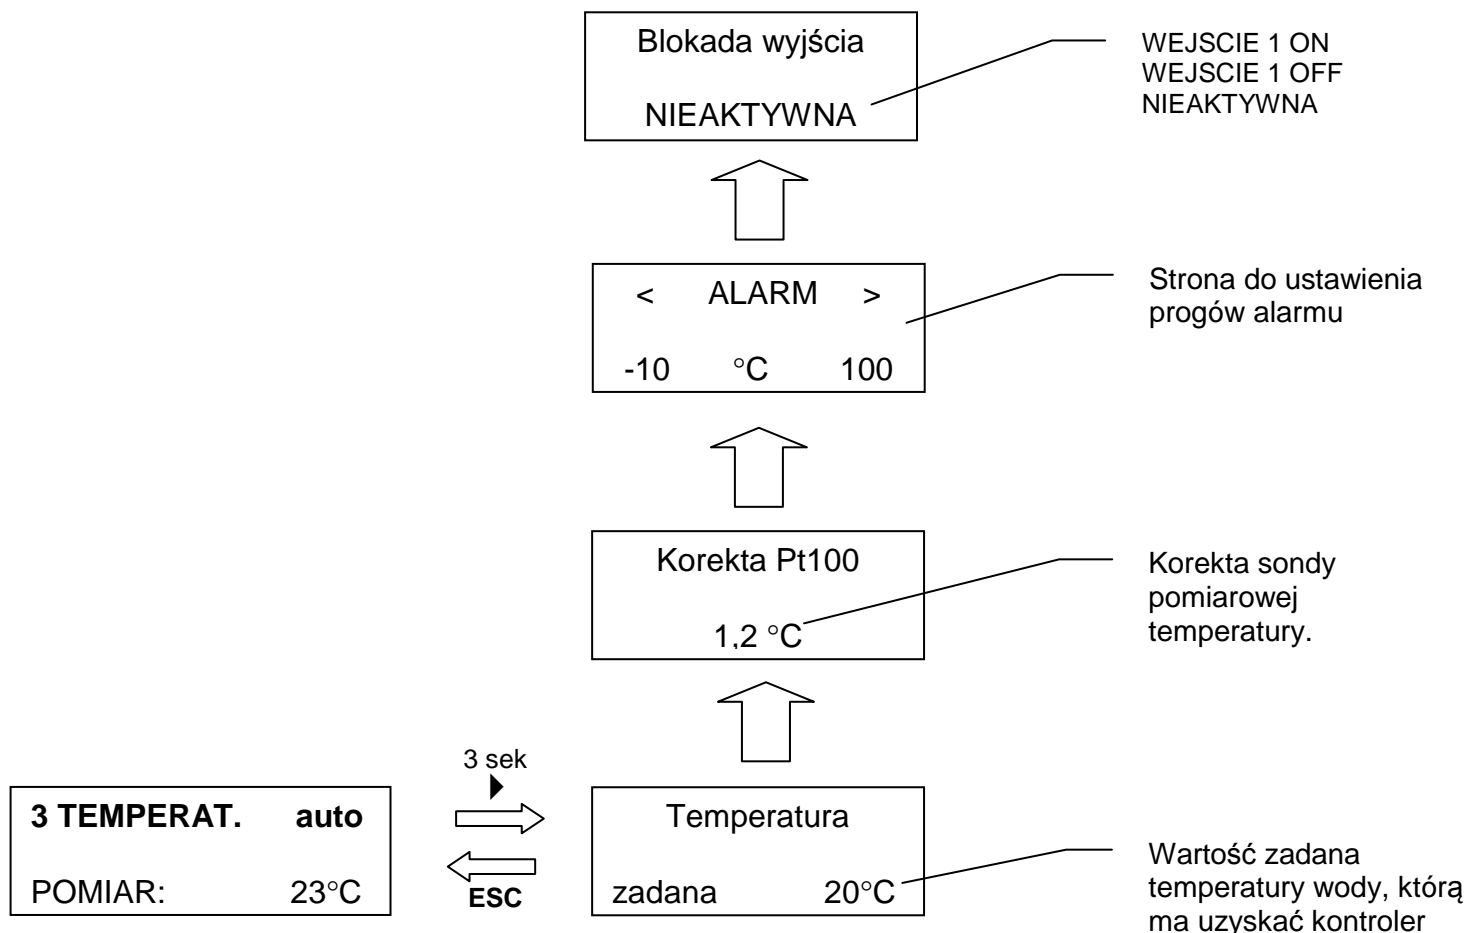 Blokada wyjścia
NIEAKTYWNA
WEJSCIE 1 ON
WEJSCIE 1 OFF
NIEAKTYWNA
< ALARM >
-10 °C 100
Strona do ustawienia
progów alarmu
Korekta Pt100
1,2 °C
Korekta sondy
pomiarowej
temperatury.
3 TEMPERAT. auto
POMIAR: 23°C
3 sek
ESC
Temperatura
zadana 20°C
Wartość zadana
temperatury wody, którą
ma uzyskać kontroler